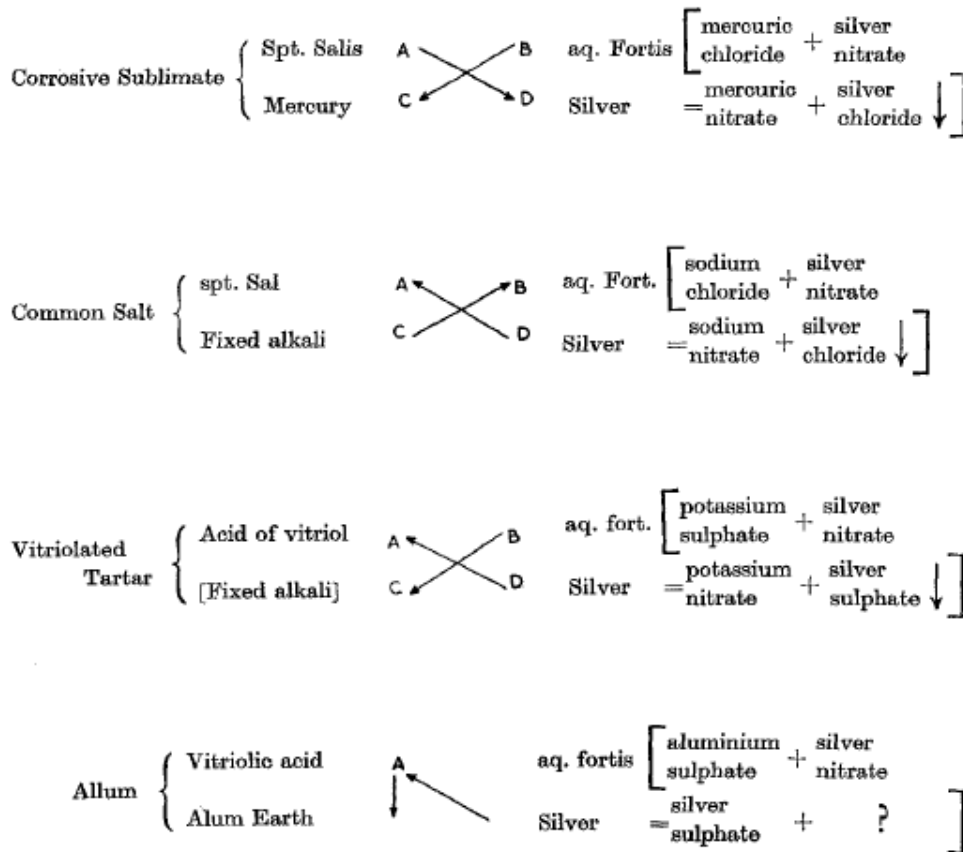 Spt. Salis A B aq. Fortis [mercuric + silver
chloride nitrate
Corrosive Sublimate {
Mercury C D Silver =mercuric + silver
nitrate chloride ↓]
spt. Sal A B aq. Fort. [sodium + silver
chloride nitrate
Common Salt {
Fixed alkali C D Silver =sodium + silver
nitrate chloride ↓]
Acid of vitriol A B aq. fort. [potassium + silver
sulphate nitrate
Vitriolated
Tartar {
[Fixed alkali] C D Silver =potassium + silver
nitrate sulphate ↓]
Vitriolic acid A aq. fortis [aluminium + silver
sulphate nitrate
Allum {
Alum Earth Silver =silver + ?
sulphate ]